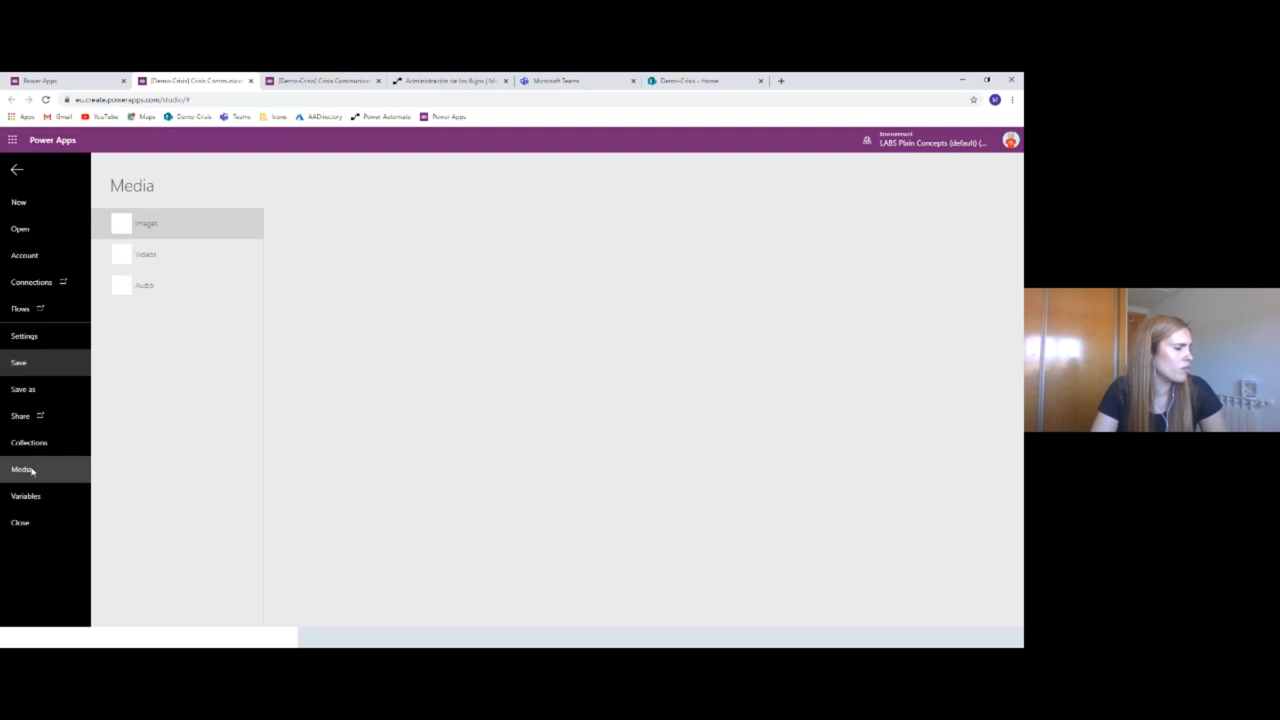 Power Apps
[Demo-Crisis] Crisis Communicati
[Demo-Crisis] Crisis Communicati
Administración de los flujos | M
Microsoft Teams
Demo-Crisis - Home
eu.create.powerapps.com/studio/#
Apps
Gmail
YouTube
Maps
Demo Crisis
Teams
Icons
AADirectory
Power Automate
Power Apps
Power Apps
Environment
LABS Plain Concepts (default) (...
Media
New
Open
Account
Connections
Flows
Settings
Save
Save as
Share
Collections
Media
Variables
Close
Images
Videos
Audio